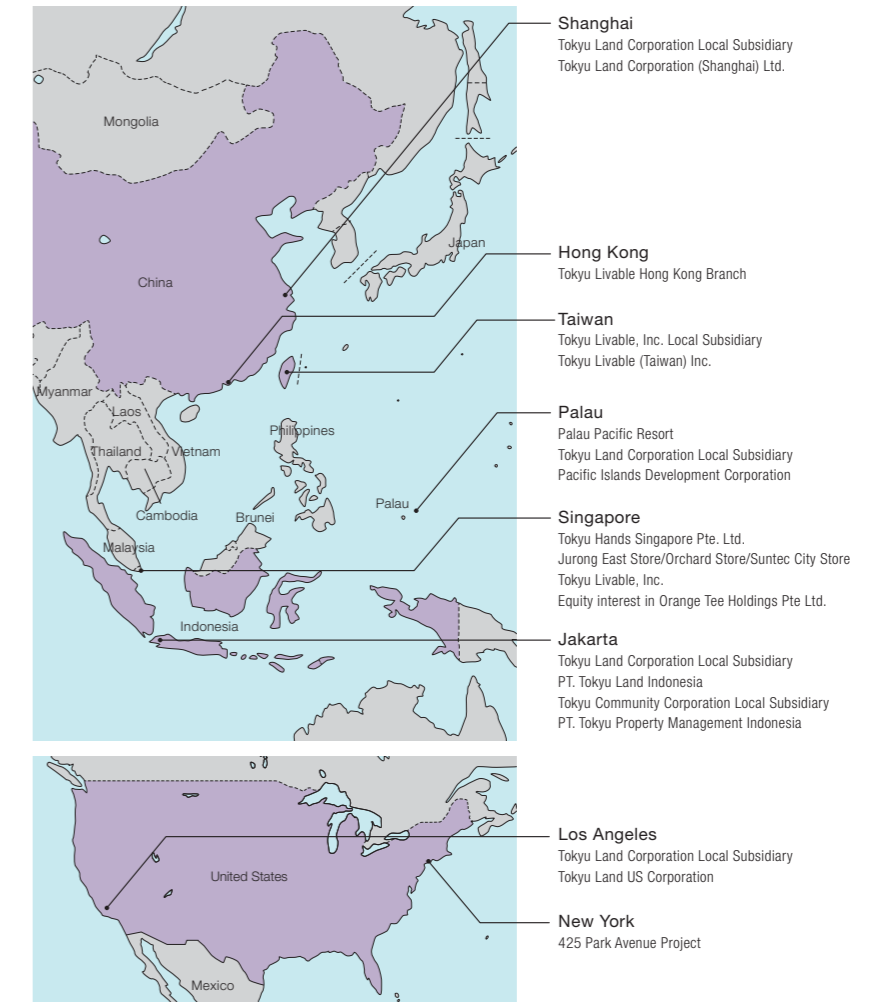 Shanghai
Tokyu Land Corporation Local Subsidiary
Tokyu Land Corporation (Shanghai) Ltd.
Mongolia
Japan
Hong Kong
Tokyu Livable Hong Kong Branch
China
Taiwan
Tokyu Livable, Inc. Local Subsidiary
Tokyu Livable (Taiwan) Inc.
Myanmar
Laos
Palau
Palau Pacific Resort
Tokyu Land Corporation Local Subsidiary
Pacific Islands Development Corporation
Philippines
Thailand
Vietnam
Palau
Cambodia
Brunei
Singapore
Tokyu Hands Singapore Pte. Ltd.
Jurong East Store/Orchard Store/Suntec City Store
Tokyu Livable, Inc.
Equity interest in Orange Tee Holdings Pte Ltd.
Malaysia
Indonesia
Jakarta
Tokyu Land Corporation Local Subsidiary
PT. Tokyu Land Indonesia
Tokyu Community Corporation Local Subsidiary
PT. Tokyu Property Management Indonesia
Los Angeles
Tokyu Land Corporation Local Subsidiary
Tokyu Land US Corporation
United States
New York
425 Park Avenue Project
Mexico